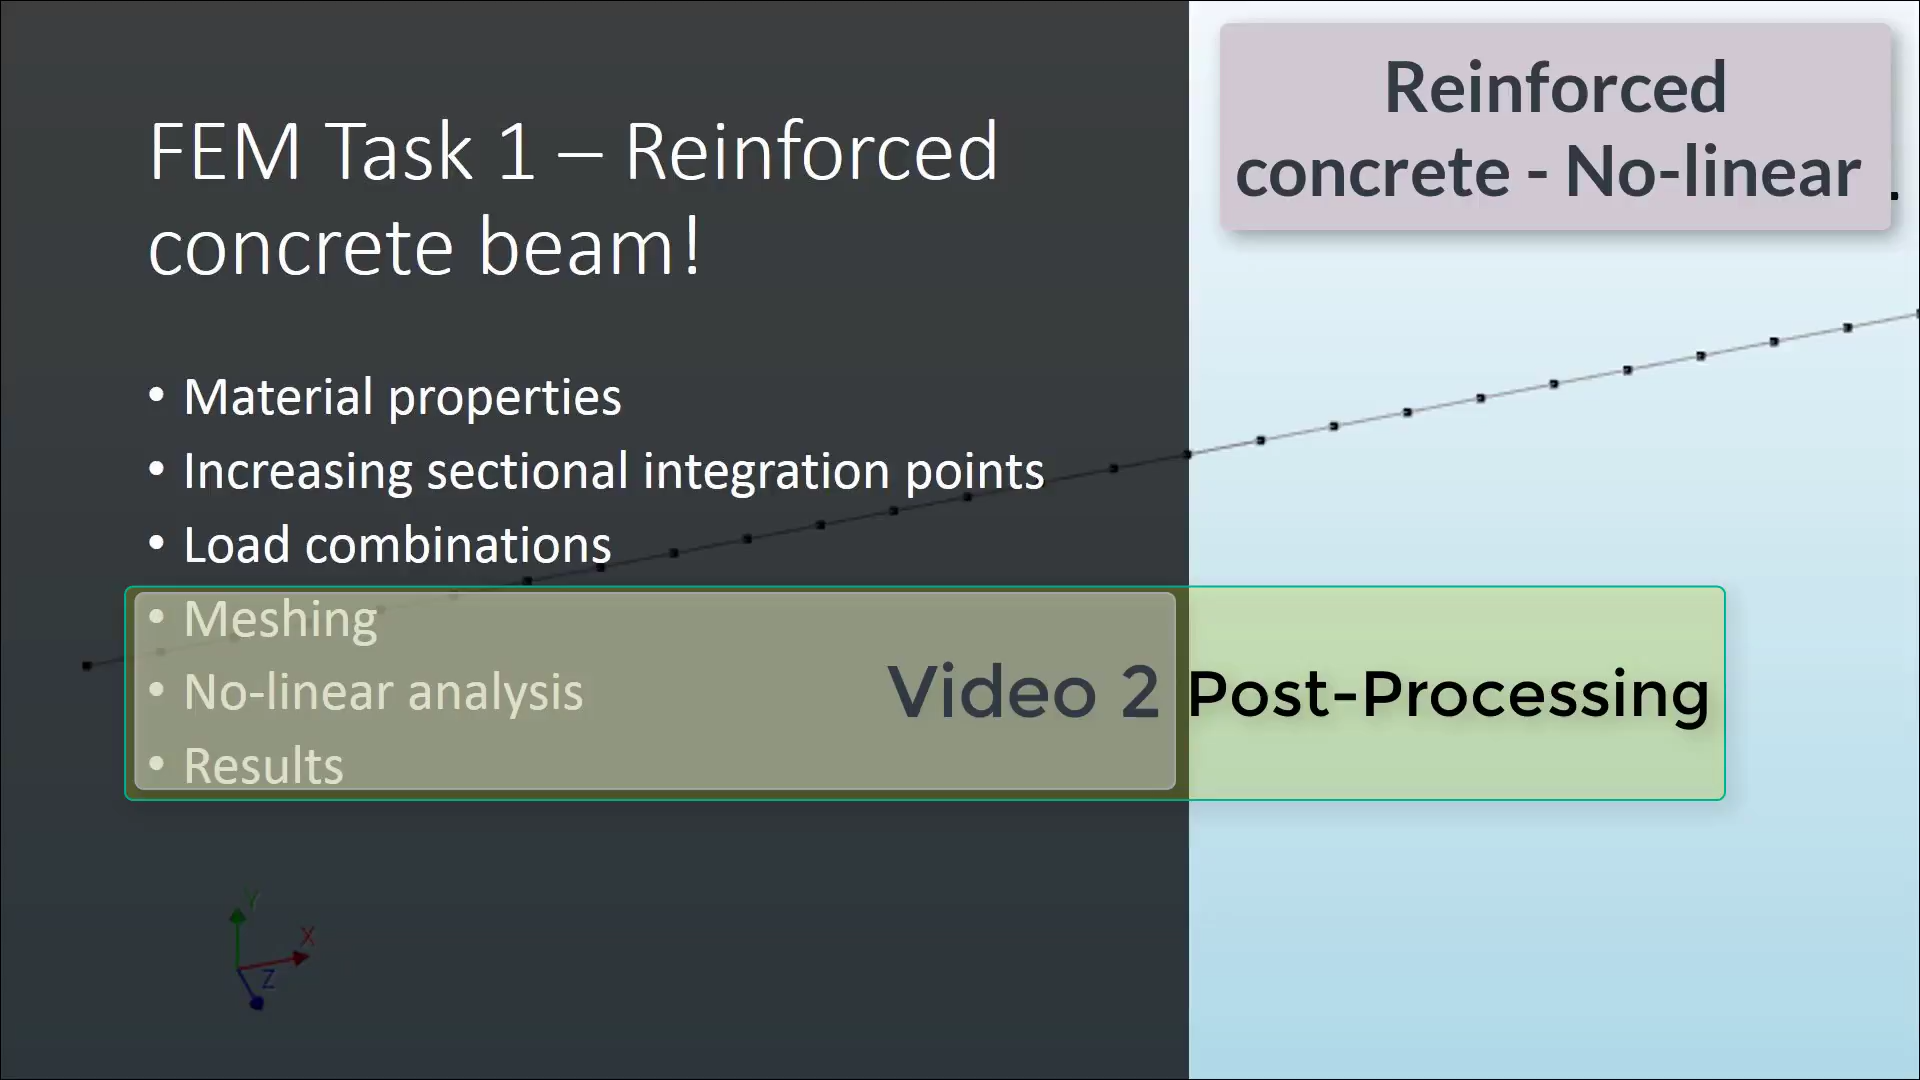 Reinforced
concrete - No-linear
FEM Task 1 – Reinforced
concrete beam!
• Material properties
• Increasing sectional integration points
• Load combinations
• Meshing
• No-linear analysis
• Results
Video 2
Post-Processing
Y
X
Z